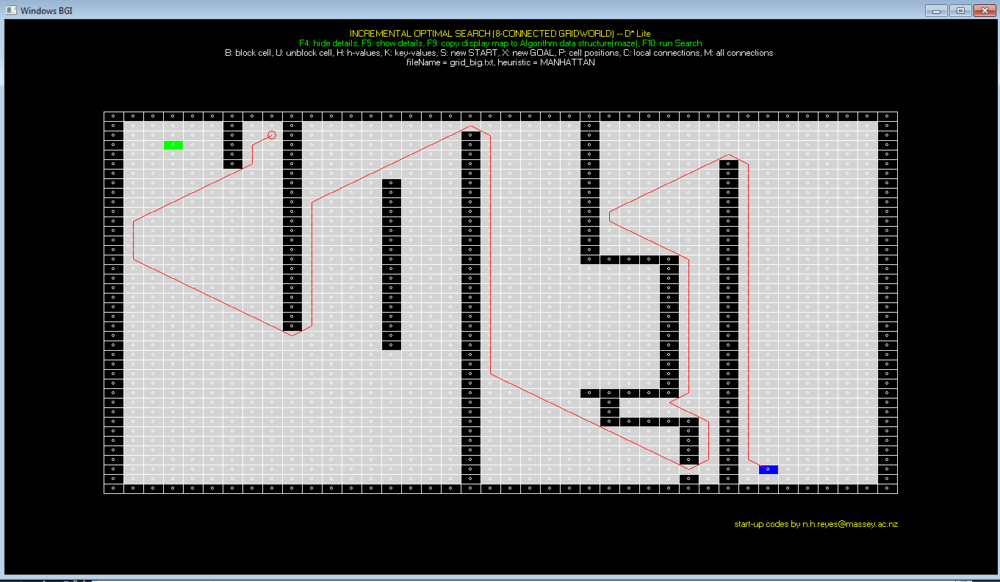 Windows BGI
INCREMENTAL OPTIMAL SEARCH (8-CONNECTED GRIDWORLD) -- D* Lite
F4: hide details, F5: show details, F9: copy display map to Algorithm data structure(maze), F10: run Search
B: block cell, U: unblock cell, H: h-values, K: key-values, S: new START, X: new GOAL, P: cell positions, C: local connections, M: all connections
fileName = grid_big.txt, heuristic = MANHATTAN
start-up codes by n.h.reyes@massey.ac.nz